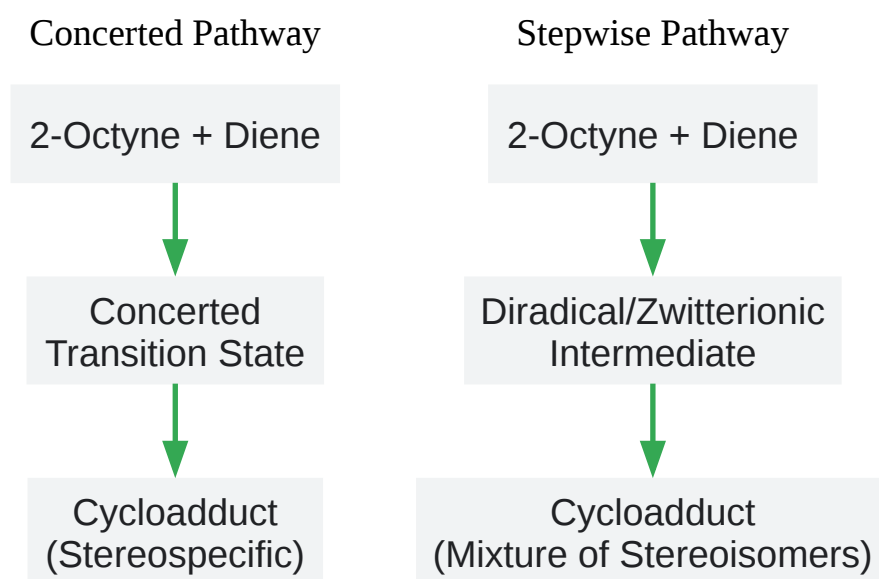 Concerted Pathway
2-Octyne + Diene
Concerted
Transition State
Cycloadduct
(Stereospecific)
Stepwise Pathway
2-Octyne + Diene
Diradical/Zwitterionic
Intermediate
Cycloadduct
(Mixture of Stereoisomers)